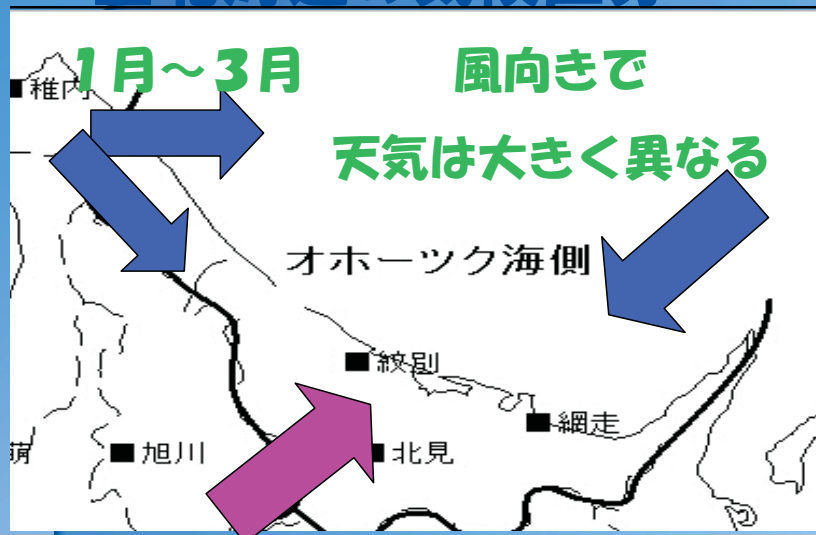 1月～3月 風向きで
天気は大きく異なる
稚内
オホーツク海側
紋別
網走
旭川
北見